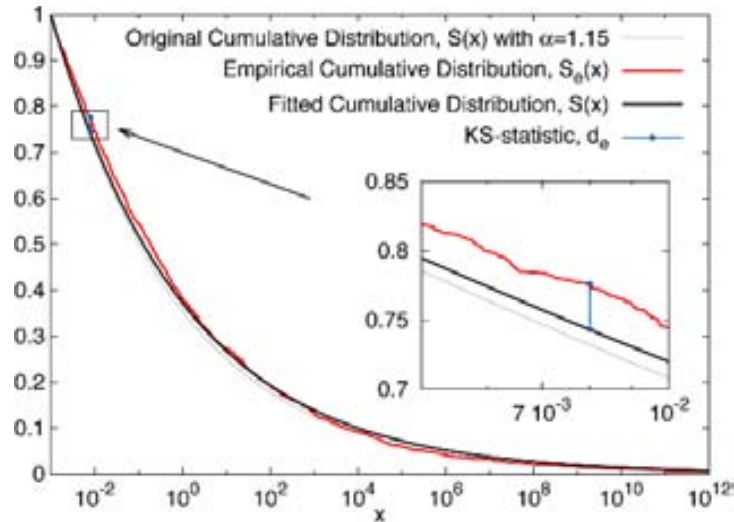 1
0.9
0.8
0.7
0.6
0.5
0.4
0.3
0.2
0.1
0
Original Cumulative Distribution, S(x) with α=1.15
Empirical Cumulative Distribution, Sₑ(x)
Fitted Cumulative Distribution, S(x)
KS-statistic, dₑ
0.85
0.8
0.75
0.7
7 10⁻³ 10⁻²
10⁻² 10⁰ 10² 10⁴ 10⁶ 10⁸ 10¹⁰ 10¹²
x